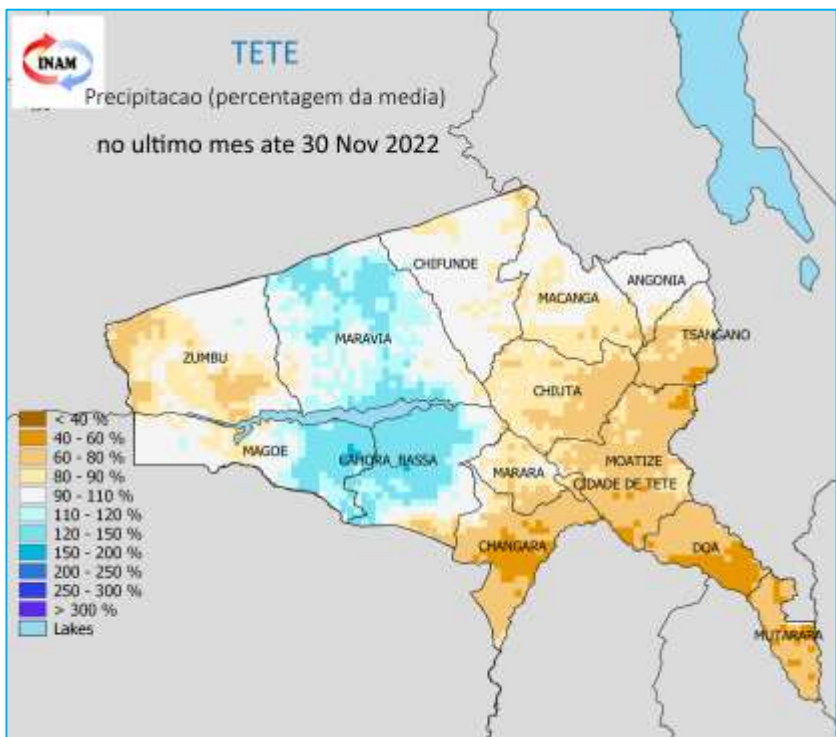 INAM
TETE
Precipitacao (percentagem da media)
no ultimo mes ate 30 Nov 2022
CHIFUNDE
ANGONIA
MACANGA
MARAVIA
TSANGANO
ZUMBU
CHIUTA
MAGOE
CAHORA_BASSA
MARARA
MOATIZE
CIDADE DE TETE
CHANGARA
DOA
MUTARARA
< 40 %
40 - 60 %
60 - 80 %
80 - 90 %
90 - 110 %
110 - 120 %
120 - 150 %
150 - 200 %
200 - 250 %
250 - 300 %
> 300 %
Lakes